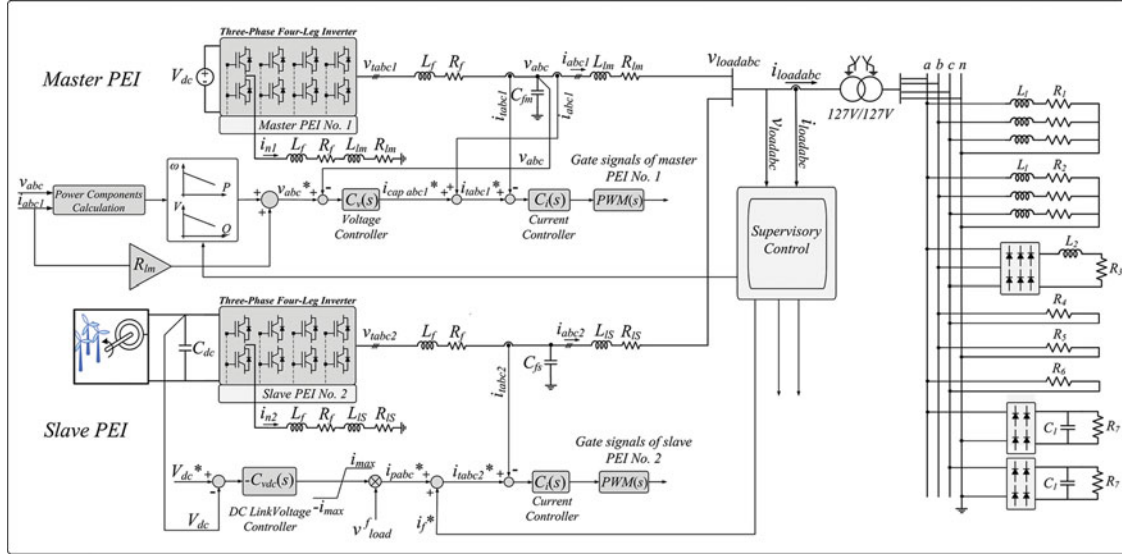 Three-Phase Four-Leg Inverter
Master PEI
V_dc
Master PEI No. 1
v_tabc1
L_f R_f
v_abc
i_abc1
L_lm R_lm
C_fm
i_tabc1
i_abc1
i_n1
L_f R_f L_lm R_lm
v_abc
v_loadabc
i_loadabc
127V/127V
v_loadabc
i_loadabc
v_abc
i_abc1
Power Components
Calculation
ω
P
V
Q
v_abc*
+
+
+
-
C_v(s)
Voltage
Controller
i_cap abc1*
+
+
i_tabc1*
+
-
C_i(s)
Current
Controller
PWM(s)
Gate signals of master
PEI No. 1
R_lm
Supervisory
Control
Three-Phase Four-Leg Inverter
C_dc
Slave PEI No. 2
v_tabc2
L_f R_f
i_abc2
L_lS R_lS
C_fs
i_tabc2
i_n2
L_f R_f L_lS R_lS
Slave PEI
V_dc*
+
-
V_dc
-C_vdc(s)
DC LinkVoltage
Controller
i_max
-i_max
v^f_load
i_pabc*
+
+
i_f*
i_tabc2*
+
-
C_i(s)
Current
Controller
PWM(s)
Gate signals of slave
PEI No. 2
a b c n
L_1 R_1
L_1 R_2
L_2
R_3
R_4
R_5
R_6
C_1 R_7
C_1 R_7